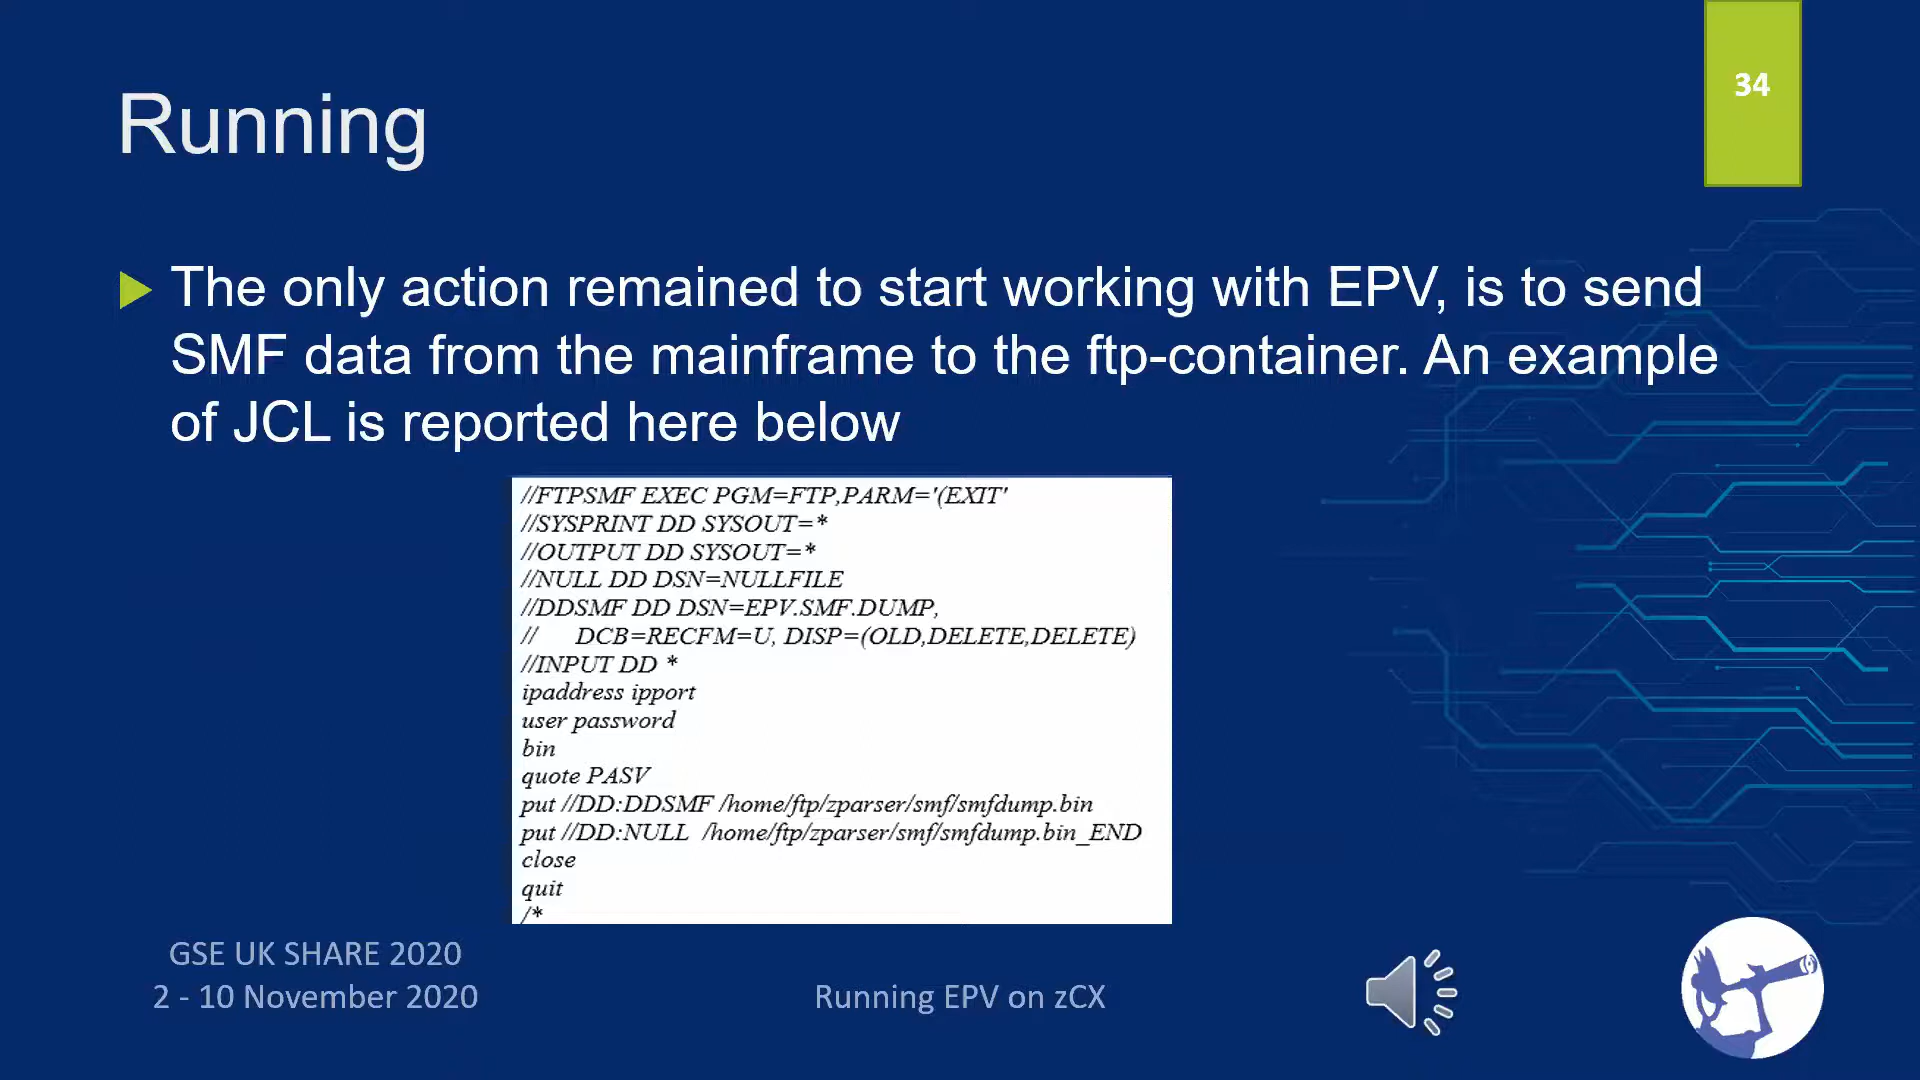 Running
34
The only action remained to start working with EPV, is to send
SMF data from the mainframe to the ftp-container. An example
of JCL is reported here below
//FTPSMF EXEC PGM=FTP,PARM='(EXIT'
//SYSPRINT DD SYSOUT=*
//OUTPUT DD SYSOUT=*
//NULL DD DSN=NULLFILE
//DDSMF DD DSN=EPV.SMF.DUMP,
// DCB=RECFM=U, DISP=(OLD,DELETE,DELETE)
//INPUT DD *
ipaddress ipport
user password
bin
quote PASV
put //DD:DDSMF /home/ftp/zparser/smf/smfdump.bin
put //DD:NULL /home/ftp/zparser/smf/smfdump.bin_END
close
quit
/*
GSE UK SHARE 2020
2 - 10 November 2020
Running EPV on zCX